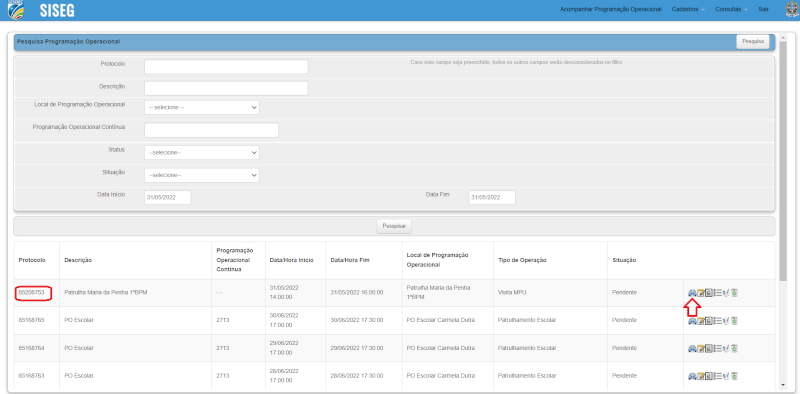 SISEG
Acompanhar Programação Operacional Cadastros Consultas Sair
Pesquisa Programação Operacional
Pesquisa
Protocolo
Caso este campo seja preenchido, todos os outros campos serão desconsiderados no filtro.
Descrição
Local de Programação Operacional
-- selecione --
Programação Operacional Contínua
Status
--selecione--
Situação
--selecione--
Data Início
31/05/2022
Data Fim
31/05/2022
Pesquisar
Protocolo Descrição Programação Operacional Contínua Data/Hora Início Data/Hora Fim Local de Programação Operacional Tipo de Operação Situação
85208753 Patrulha Maria da Penha 1ºBPM - - 31/05/2022 14:00:00 31/05/2022 16:00:00 Patrulha Maria da Penha 1ºBPM Visita MPU Pendente
85168765 PO Escolar 2713 30/06/2022 17:00:00 30/06/2022 17:30:00 PO Escolar Carmela Dutra Patrulhamento Escolar Pendente
85168764 PO Escolar 2713 29/06/2022 17:00:00 29/06/2022 17:30:00 PO Escolar Carmela Dutra Patrulhamento Escolar Pendente
85168763 PO Escolar 2713 28/06/2022 17:00:00 28/06/2022 17:30:00 PO Escolar Carmela Dutra Patrulhamento Escolar Pendente